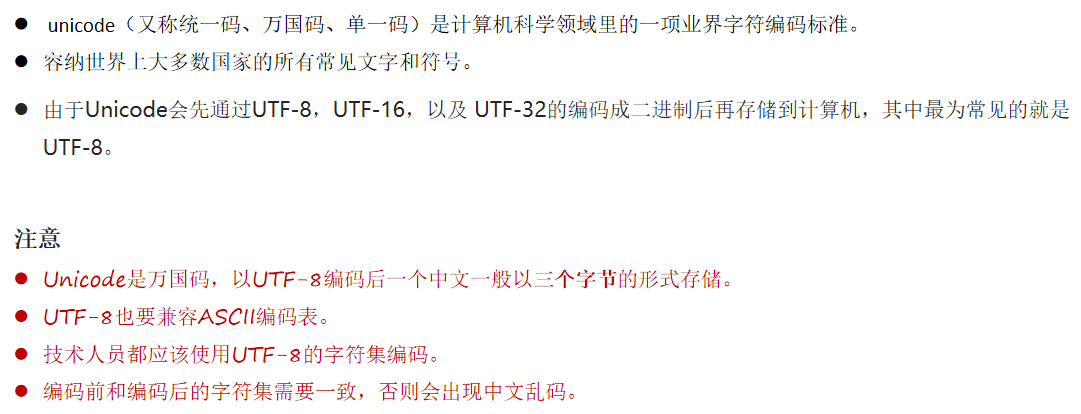 ● unicode（又称统一码、万国码、单一码）是计算机科学领域里的一项业界字符编码标准。
● 容纳世界上大多数国家的所有常见文字和符号。
● 由于Unicode会先通过UTF-8，UTF-16，以及 UTF-32的编码成二进制后再存储到计算机，其中最为常见的就是
UTF-8。
注意
● Unicode是万国码，以UTF-8编码后一个中文一般以三个字节的形式存储。
● UTF-8也要兼容ASCII编码表。
● 技术人员都应该使用UTF-8的字符集编码。
● 编码前和编码后的字符集需要一致，否则会出现中文乱码。